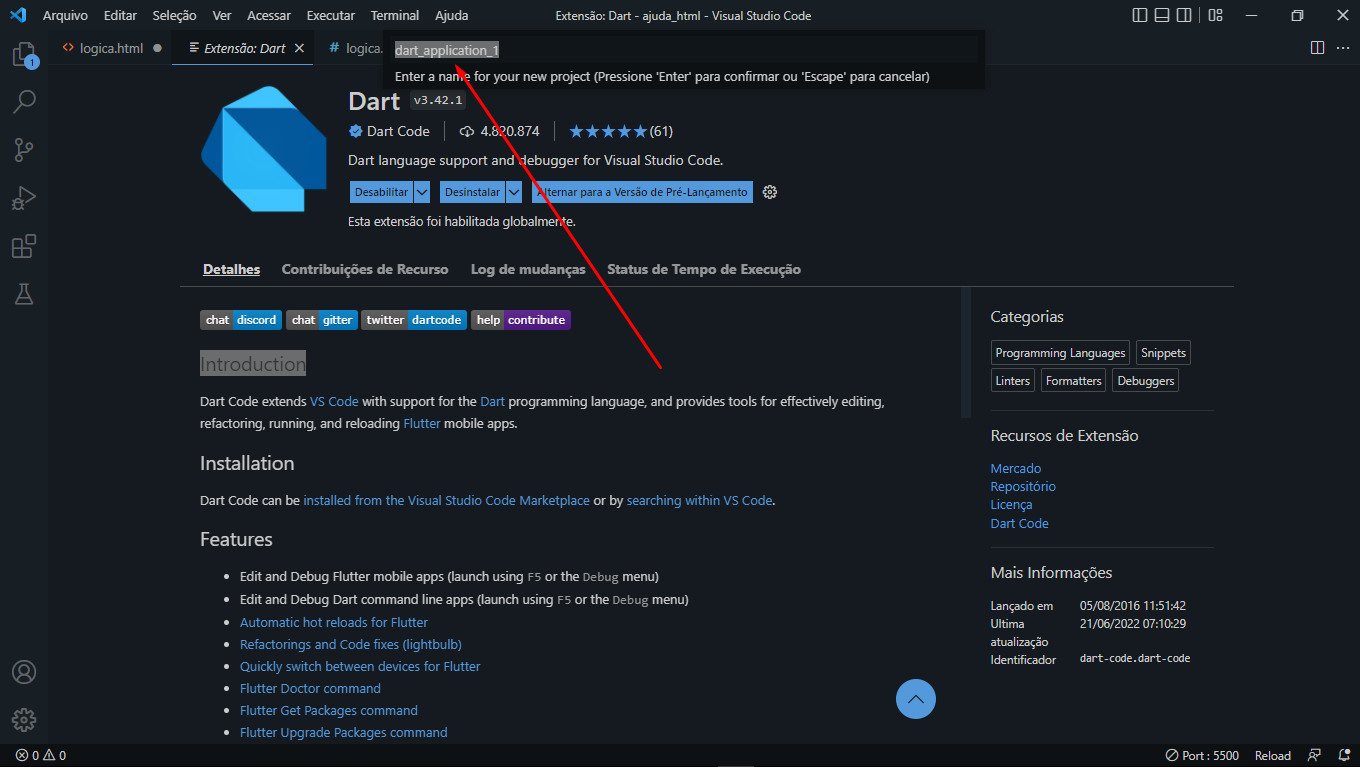 Arquivo Editar Seleção Ver Acessar Executar Terminal Ajuda Extensão: Dart - ajuda_html - Visual Studio Code
logica.html Extensão: Dart # logica.
dart_application_1
Enter a name for your new project (Pressione 'Enter' para confirmar ou 'Escape' para cancelar)
1
Dart v3.42.1
Dart Code 4.820.874 (61)
Dart language support and debugger for Visual Studio Code.
Desabilitar Desinstalar Alternar para a Versão de Pré-Lançamento
Esta extensão foi habilitada globalmente.
Detalhes Contribuições de Recurso Log de mudanças Status de Tempo de Execução
chat discord chat gitter twitter dartcode help contribute
Introduction
Dart Code extends VS Code with support for the Dart programming language, and provides tools for effectively editing,
refactoring, running, and reloading Flutter mobile apps.
Installation
Dart Code can be installed from the Visual Studio Code Marketplace or by searching within VS Code.
Features
Edit and Debug Flutter mobile apps (launch using F5 or the Debug menu)
Edit and Debug Dart command line apps (launch using F5 or the Debug menu)
Automatic hot reloads for Flutter
Refactorings and Code fixes (lightbulb)
Quickly switch between devices for Flutter
Flutter Doctor command
Flutter Get Packages command
Flutter Upgrade Packages command
Categorias
Programming Languages Snippets
Linters Formatters Debuggers
Recursos de Extensão
Mercado
Repositório
Licença
Dart Code
Mais Informações
Lançado em 05/08/2016 11:51:42
Ultima 21/06/2022 07:10:29
atualização
Identificador dart-code.dart-code
0 0 Port : 5500 Reload